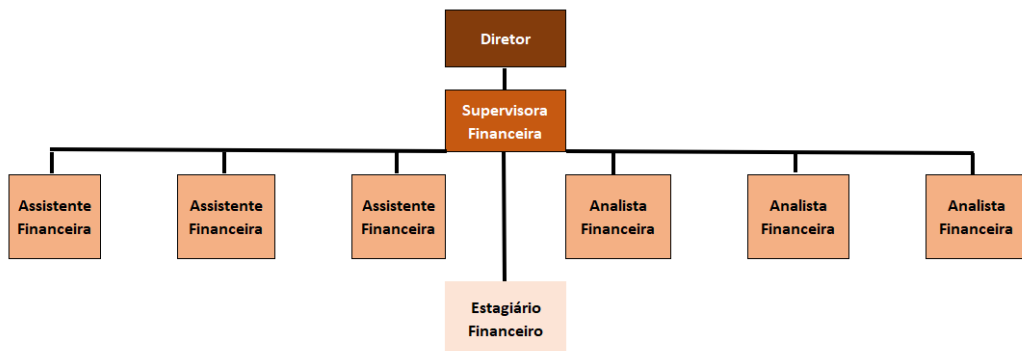 Diretor
Supervisora
Financeira
Assistente
Financeira
Assistente
Financeira
Assistente
Financeira
Analista
Financeira
Analista
Financeira
Analista
Financeira
Estagiário
Financeiro